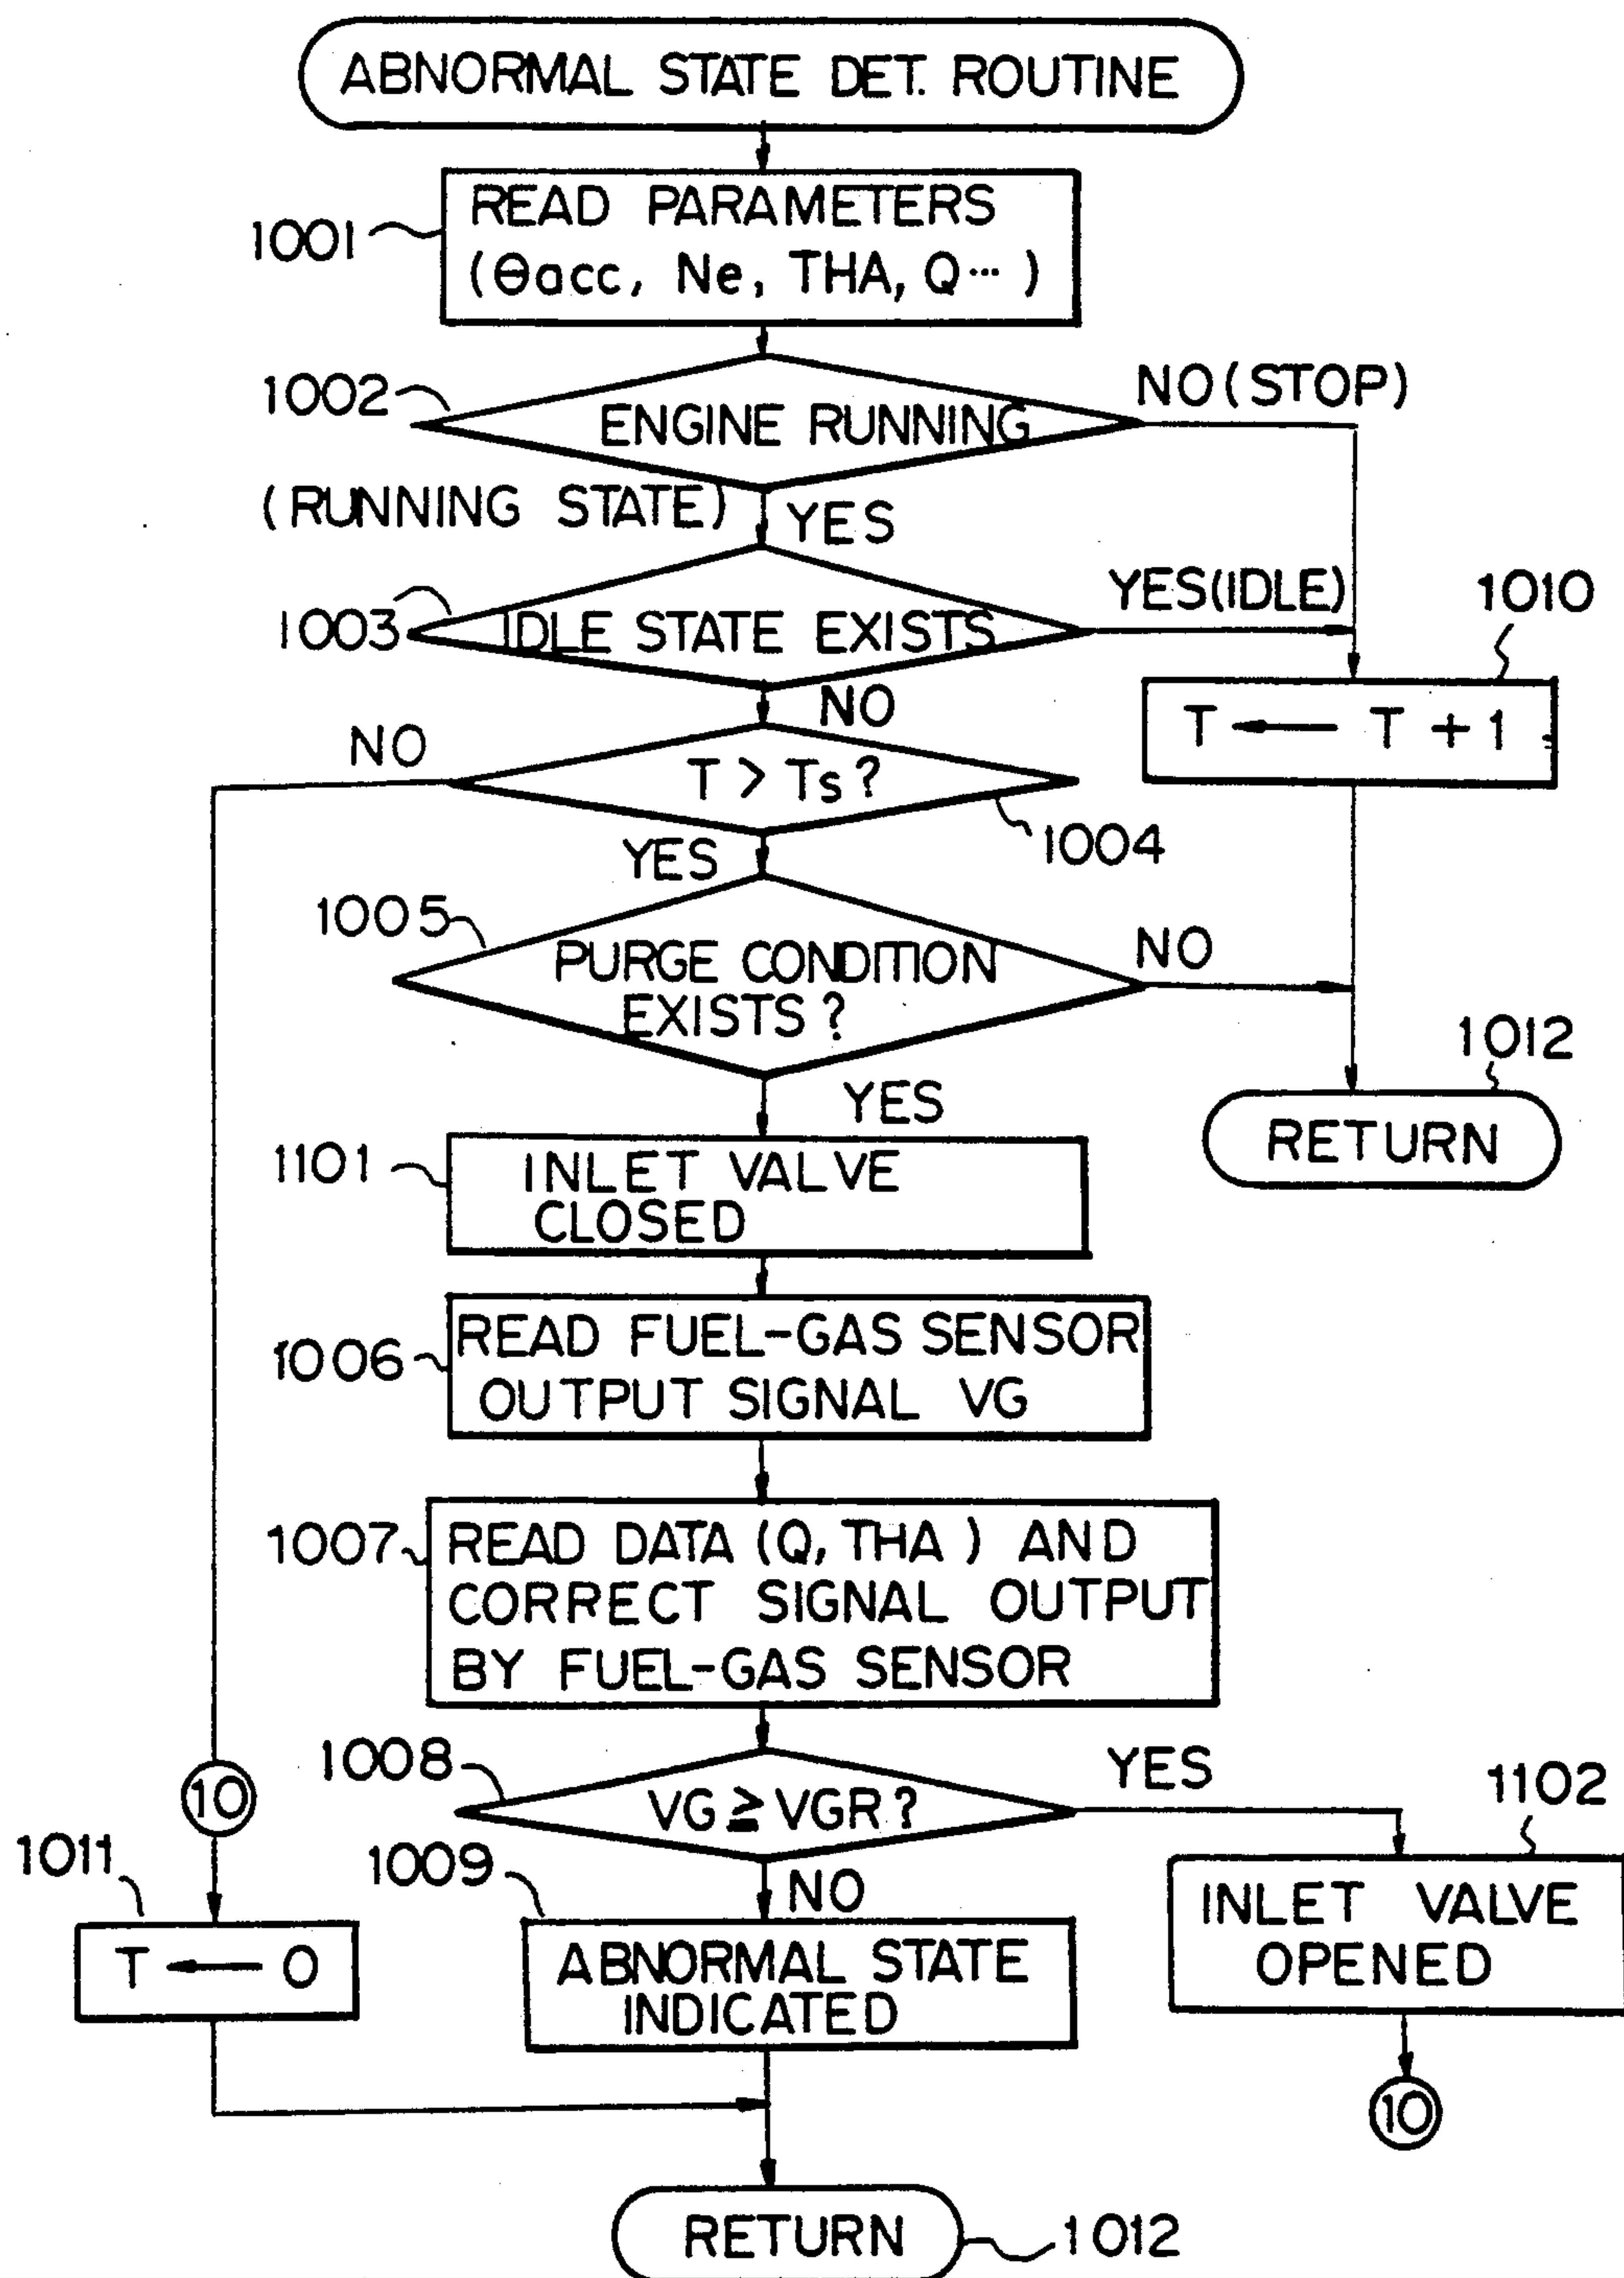 ABNORMAL STATE DET. ROUTINE
1001
READ PARAMETERS
(Θacc, Ne, THA, Q··· )
1002
ENGINE RUNNING
NO (STOP)
(RUNNING STATE)
YES
1003
IDLE STATE EXISTS
YES(IDLE)
1010
NO
T ← T + 1
NO
T > Ts ?
1004
YES
1005
PURGE CONDITION
EXISTS ?
NO
1012
YES
RETURN
1101
INLET VALVE
CLOSED
1006
READ FUEL-GAS SENSOR
OUTPUT SIGNAL VG
1007
READ DATA (Q, THA ) AND
CORRECT SIGNAL OUTPUT
BY FUEL-GAS SENSOR
10
1008
VG ≧ VGR ?
YES
1102
1011
1009
NO
INLET VALVE
OPENED
T ← 0
ABNORMAL STATE
INDICATED
10
RETURN
1012